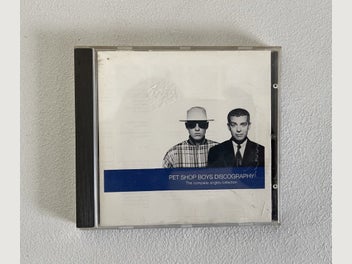 PET SHOP BOYS DISCOGRAPHY
The complete singles collection